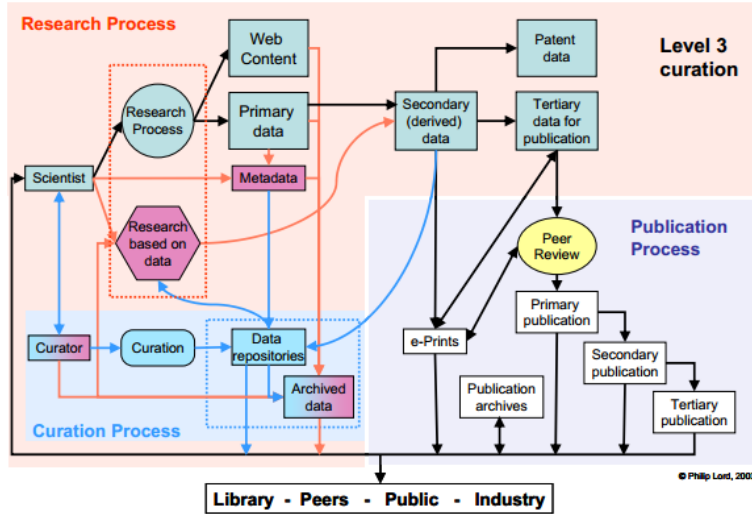 Research Process
Web
Content
Patent
data
Level 3
curation
Research
Process
Primary
data
Secondary
(derived)
data
Tertiary
data for
publication
Scientist
Metadata
Research
based on
data
Peer
Review
Publication
Process
Primary
publication
Curator
Curation
Data
repositories
e-Prints
Secondary
publication
Archived
data
Publication
archives
Tertiary
publication
Curation Process
© Philip Lord,
Library - Peers - Public - Industry